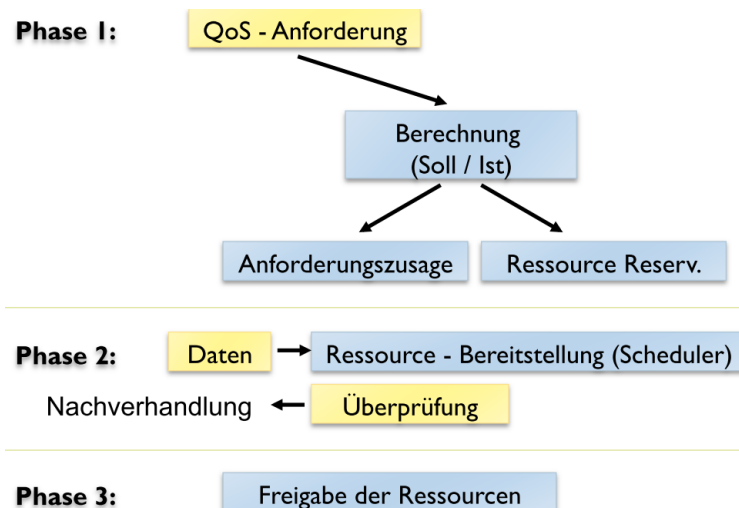 Phase 1:
QoS - Anforderung
Berechnung
(Soll / Ist)
Anforderungszusage
Ressource Reserv.
Phase 2:
Daten
Ressource - Bereitstellung (Scheduler)
Nachverhandlung
Überprüfung
Phase 3:
Freigabe der Ressourcen